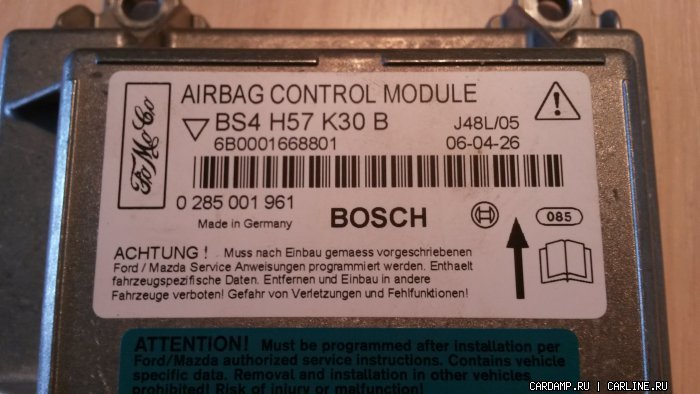 AIRBAG CONTROL MODULE
BS4 H57 K30 B
J48L/05
6B0001668801
06-04-26
FoMoCo
0 285 001 961
Made in Germany
BOSCH
085
ACHTUNG ! Muss nach Einbau gemaess vorgeschriebenen
Ford / Mazda Service Anweisungen programmiert werden. Enthaelt
fahrzeugspezifische Daten. Entfernen und Einbau in andere
Fahrzeuge verboten! Gefahr von Verletzungen und Fehlfunktionen!
ATTENTION! Must be programmed after installation per
Ford/Mazda authorized service instructions. Contains vehicle
specific data. Removal and installation in other vehicles
prohibited! Risk of injury or malfunction!
CARDAMP.RU | CARLINE.RU